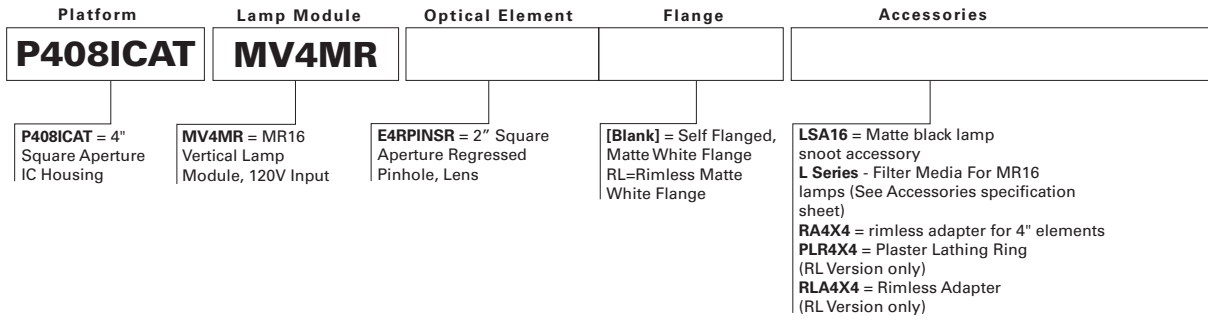 Platform Lamp Module Optical Element Flange Accessories
P408ICAT MV4MR
P408ICAT = 4"
Square Aperture
IC Housing
MV4MR = MR16
Vertical Lamp
Module, 120V Input
E4RPINSR = 2” Square
Aperture Regressed
Pinhole, Lens
[Blank] = Self Flanged,
Matte White Flange
RL=Rimless Matte
White Flange
LSA16 = Matte black lamp
snoot accessory
L Series - Filter Media For MR16
lamps (See Accessories specification
sheet)
RA4X4 = rimless adapter for 4" elements
PLR4X4 = Plaster Lathing Ring
(RL Version only)
RLA4X4 = Rimless Adapter
(RL Version only)